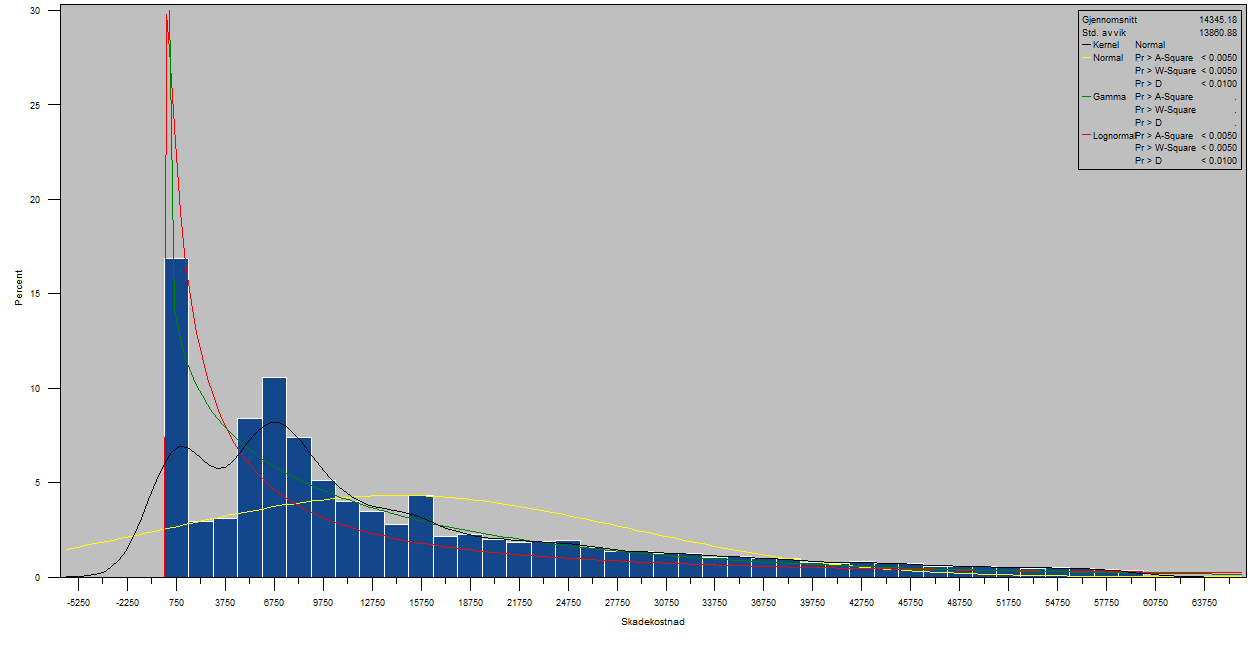 30
25
20
15
10
5
0
Percent
-5250 -2250 750 3750 6750 9750 12750 15750 18750 21750 24750 27750 30750 33750 36750 39750 42750 45750 48750 51750 54750 57750 60750 63750
Skadekostnad
Gjennomsnitt 14345.18
Std. avvik 13860.88
Kernel Normal
Normal Pr > A-Square < 0.0050
Pr > W-Square < 0.0050
Pr > D < 0.0100
Gamma Pr > A-Square .
Pr > W-Square .
Pr > D .
Lognormal Pr > A-Square < 0.0050
Pr > W-Square < 0.0050
Pr > D < 0.0100